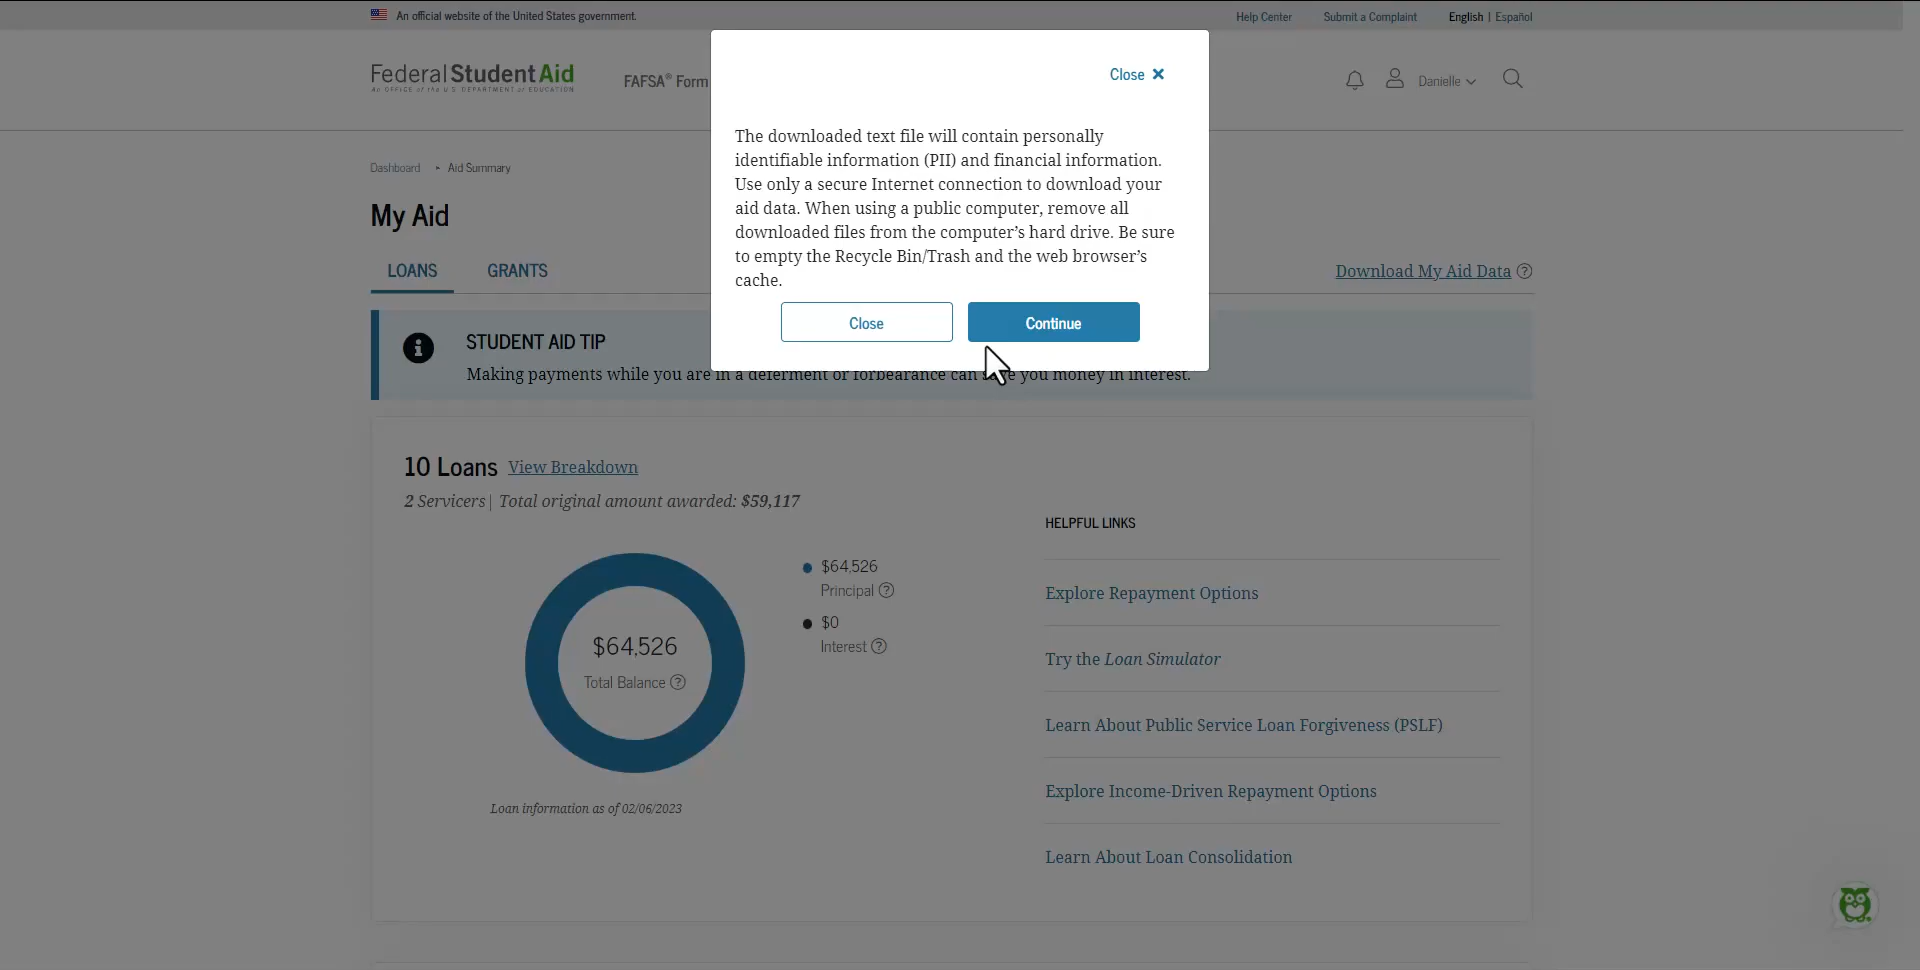 An official website of the United States government.
Help Center
Submit a Complaint
English | Español
Close ×
Federal StudentAid
An OFFICE of the U.S. DEPARTMENT of EDUCATION
FAFSA® Form
Danielle
The downloaded text file will contain personally
identifiable information (PII) and financial information.
Use only a secure Internet connection to download your
aid data. When using a public computer, remove all
downloaded files from the computer’s hard drive. Be sure
to empty the Recycle Bin/Trash and the web browser’s
cache.
Close
Continue
Dashboard
Aid Summary
My Aid
LOANS
GRANTS
Download My Aid Data ?
STUDENT AID TIP
Making payments while you are in a deferment or forbearance can save you money in interest.
10 Loans View Breakdown
2 Servicers | Total original amount awarded: $59,117
$64,526
Total Balance ?
$64,526
Principal ?
$0
Interest ?
Loan information as of 02/06/2023
HELPFUL LINKS
Explore Repayment Options
Try the Loan Simulator
Learn About Public Service Loan Forgiveness (PSLF)
Explore Income-Driven Repayment Options
Learn About Loan Consolidation